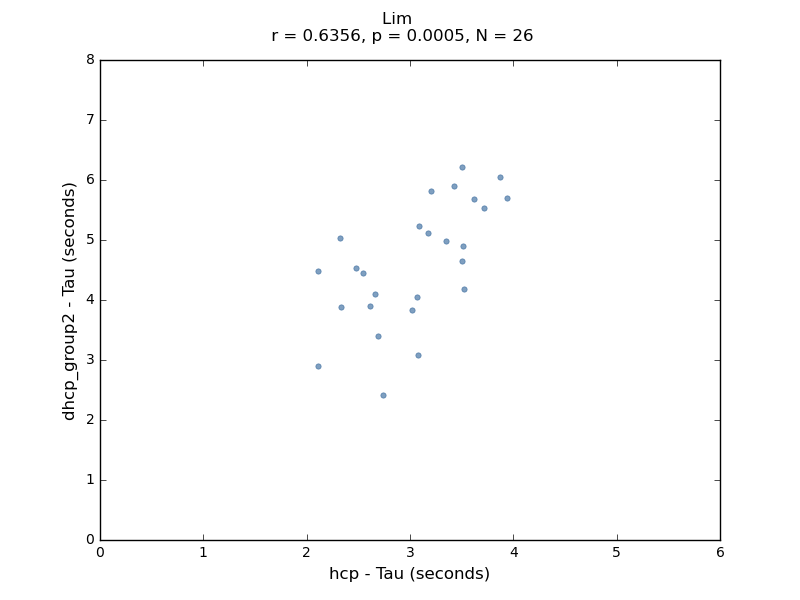 Lim
r = 0.6356, p = 0.0005, N = 26
8
7
6
5
4
3
2
1
0
dhcp_group2 - Tau (seconds)
0 1 2 3 4 5 6
hcp - Tau (seconds)